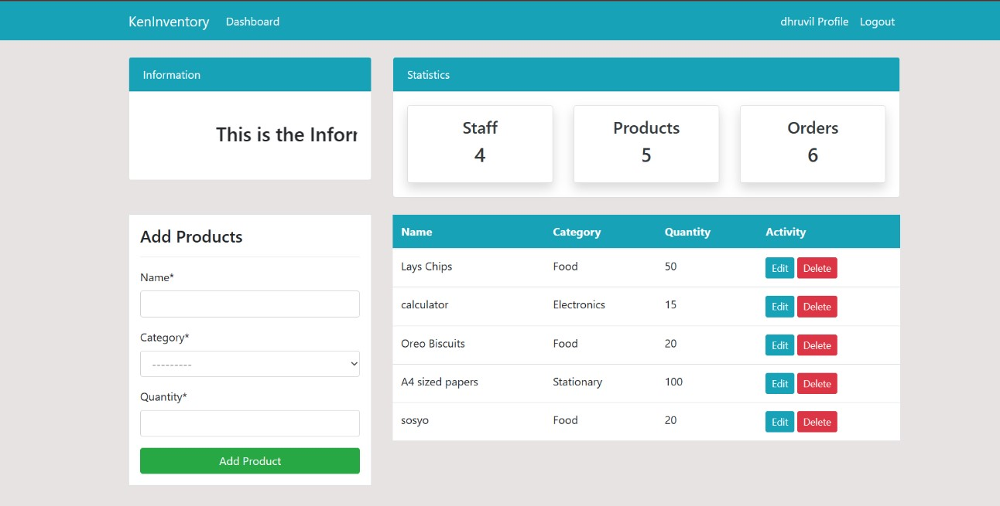 KenInventory Dashboard dhruvil Profile Logout
Information
This is the Infor
Statistics
Staff Products Orders
4 5 6
Add Products
Name*
Category*
---------
Quantity*
Add Product
Name Category Quantity Activity
Lays Chips Food 50 Edit Delete
calculator Electronics 15 Edit Delete
Oreo Biscuits Food 20 Edit Delete
A4 sized papers Stationary 100 Edit Delete
sosyo Food 20 Edit Delete